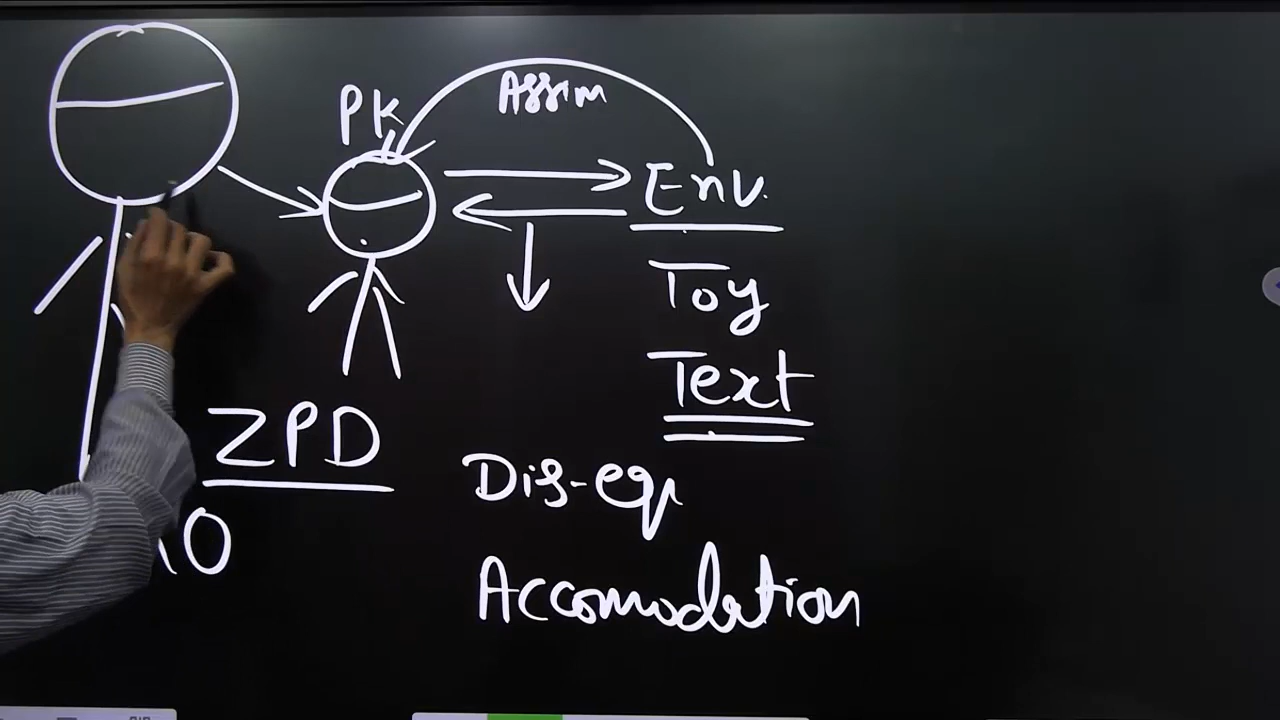 PK
Assim
Env.
Toy
Text
ZPD
Dis-eq
Accomodation